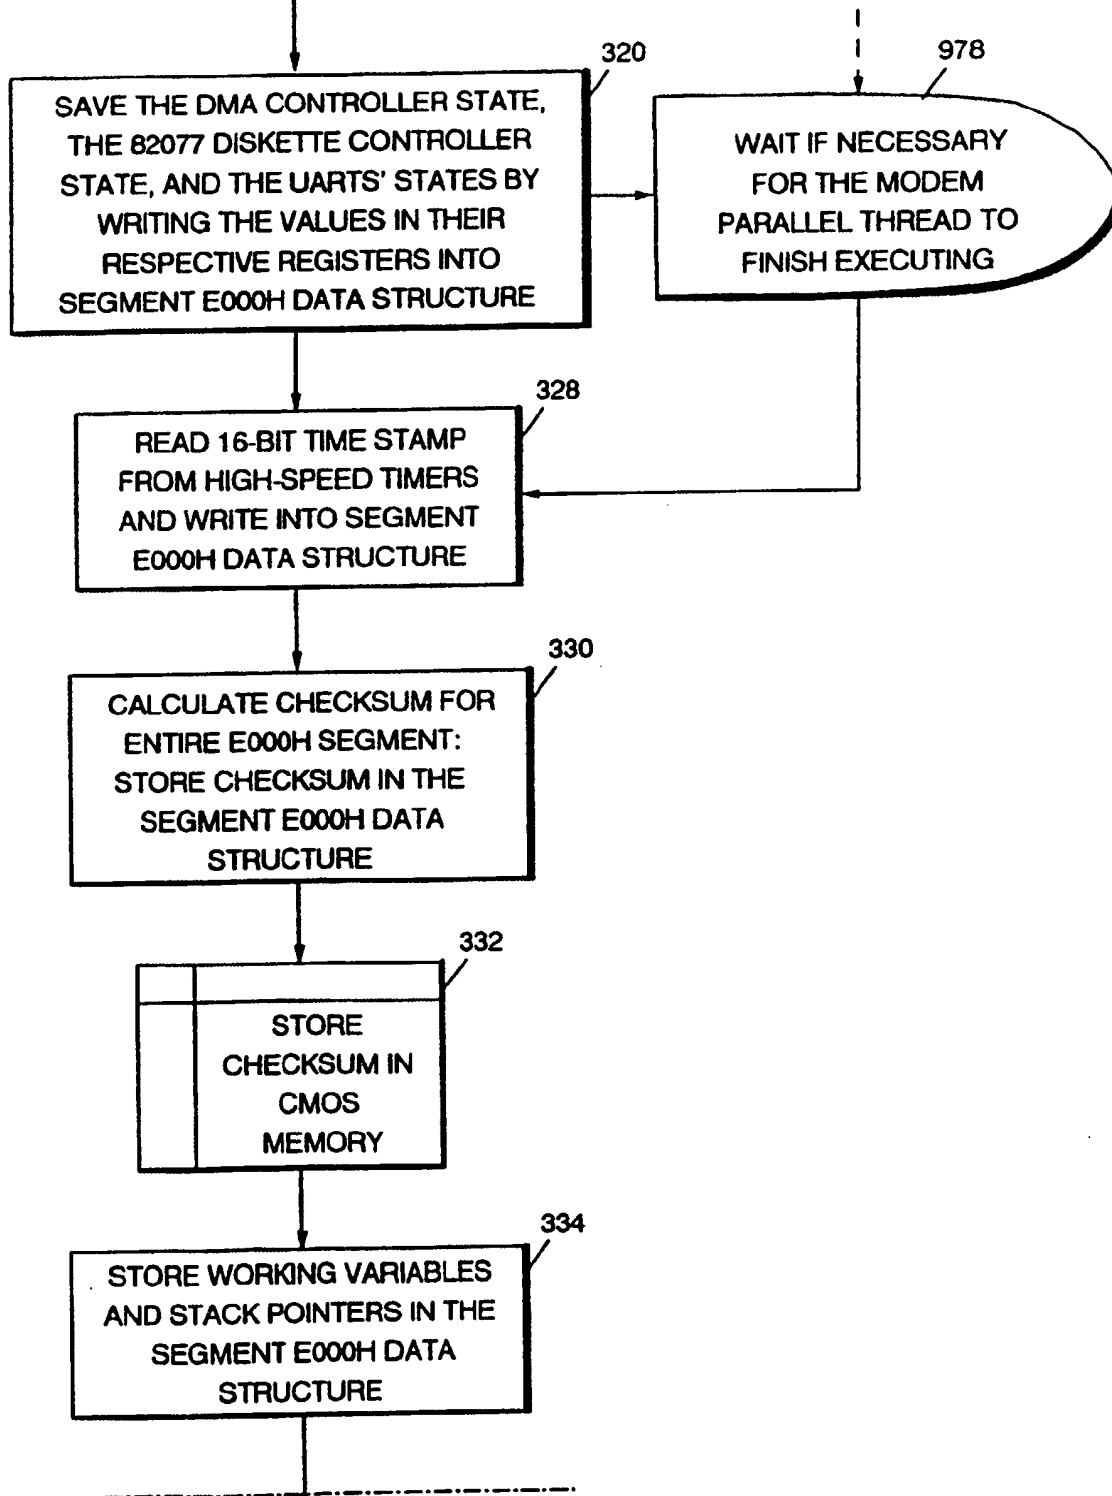 320
SAVE THE DMA CONTROLLER STATE,
THE 82077 DISKETTE CONTROLLER
STATE, AND THE UARTS' STATES BY
WRITING THE VALUES IN THEIR
RESPECTIVE REGISTERS INTO
SEGMENT E000H DATA STRUCTURE
978
WAIT IF NECESSARY
FOR THE MODEM
PARALLEL THREAD TO
FINISH EXECUTING
328
READ 16-BIT TIME STAMP
FROM HIGH-SPEED TIMERS
AND WRITE INTO SEGMENT
E000H DATA STRUCTURE
330
CALCULATE CHECKSUM FOR
ENTIRE E000H SEGMENT:
STORE CHECKSUM IN THE
SEGMENT E000H DATA
STRUCTURE
332
STORE
CHECKSUM IN
CMOS
MEMORY
334
STORE WORKING VARIABLES
AND STACK POINTERS IN THE
SEGMENT E000H DATA
STRUCTURE